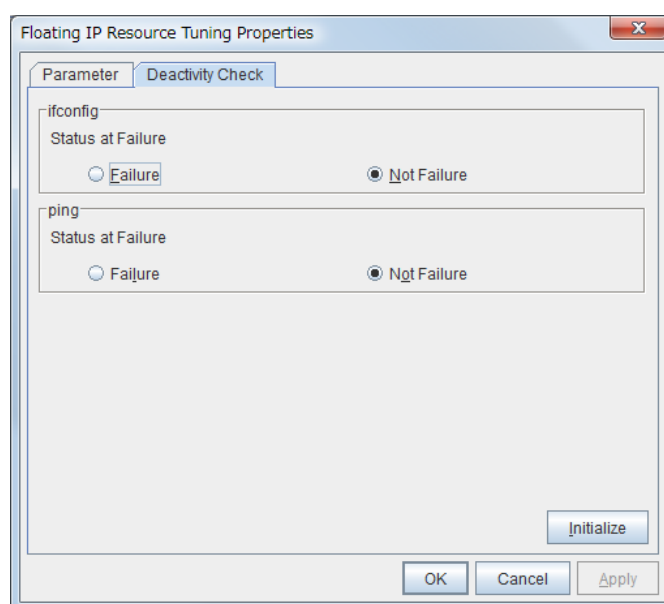 Floating IP Resource Tuning Properties
Parameter Deactivity Check
ifconfig
Status at Failure
Failure Not Failure
ping
Status at Failure
Failure Not Failure
Initialize
OK Cancel Apply